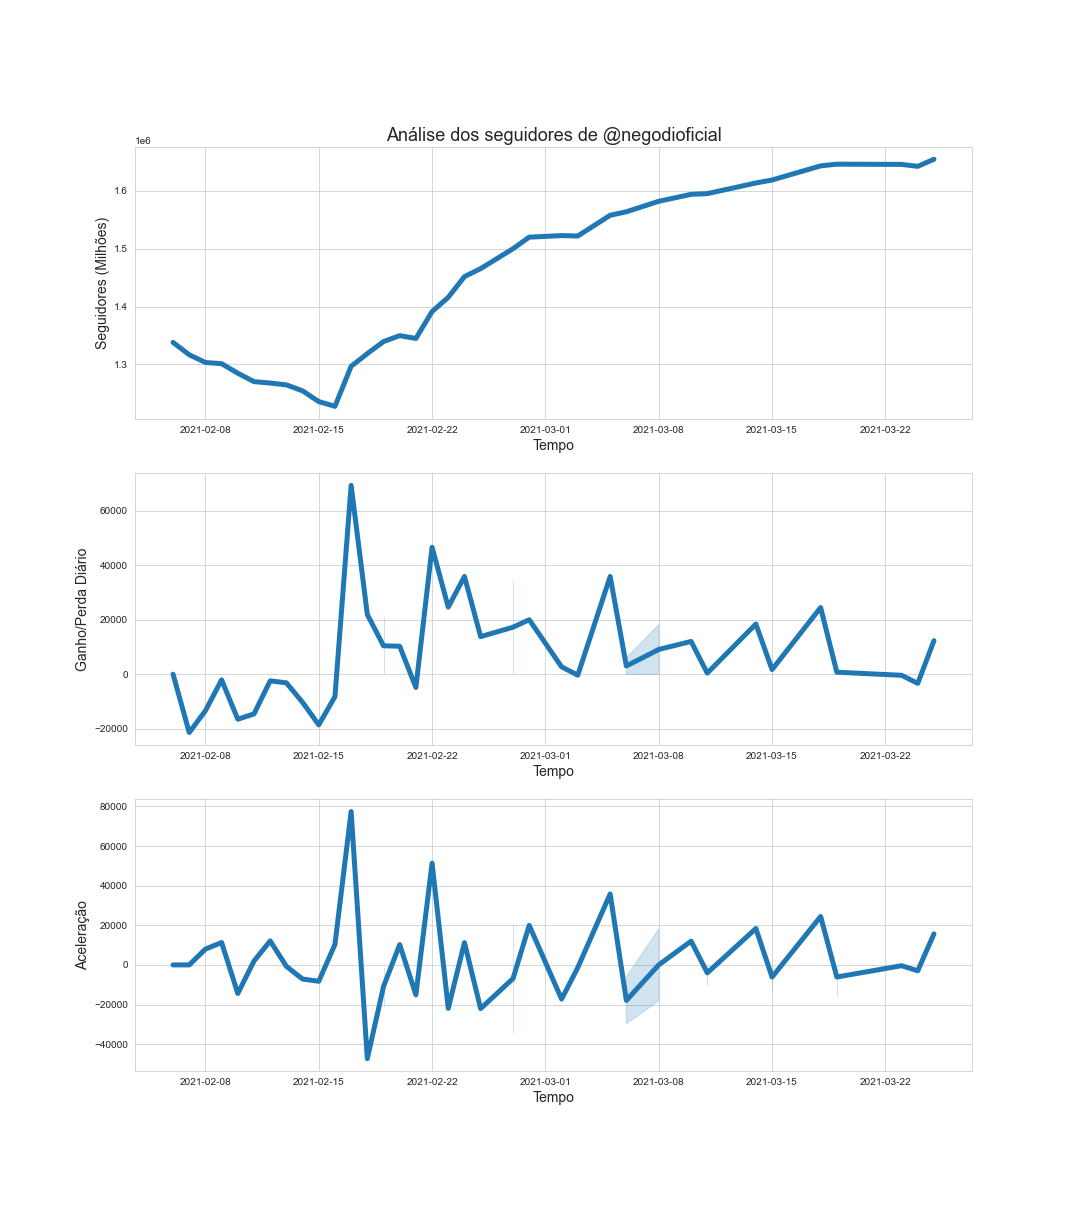 Análise dos seguidores de @negodioficial
1e6
Seguidores (Milhões)
1.6
1.5
1.4
1.3
2021-02-08 2021-02-15 2021-02-22 2021-03-01 2021-03-08 2021-03-15 2021-03-22
Tempo
Ganho/Perda Diário
60000
40000
20000
0
−20000
2021-02-08 2021-02-15 2021-02-22 2021-03-01 2021-03-08 2021-03-15 2021-03-22
Tempo
Aceleração
80000
60000
40000
20000
0
−20000
−40000
2021-02-08 2021-02-15 2021-02-22 2021-03-01 2021-03-08 2021-03-15 2021-03-22
Tempo